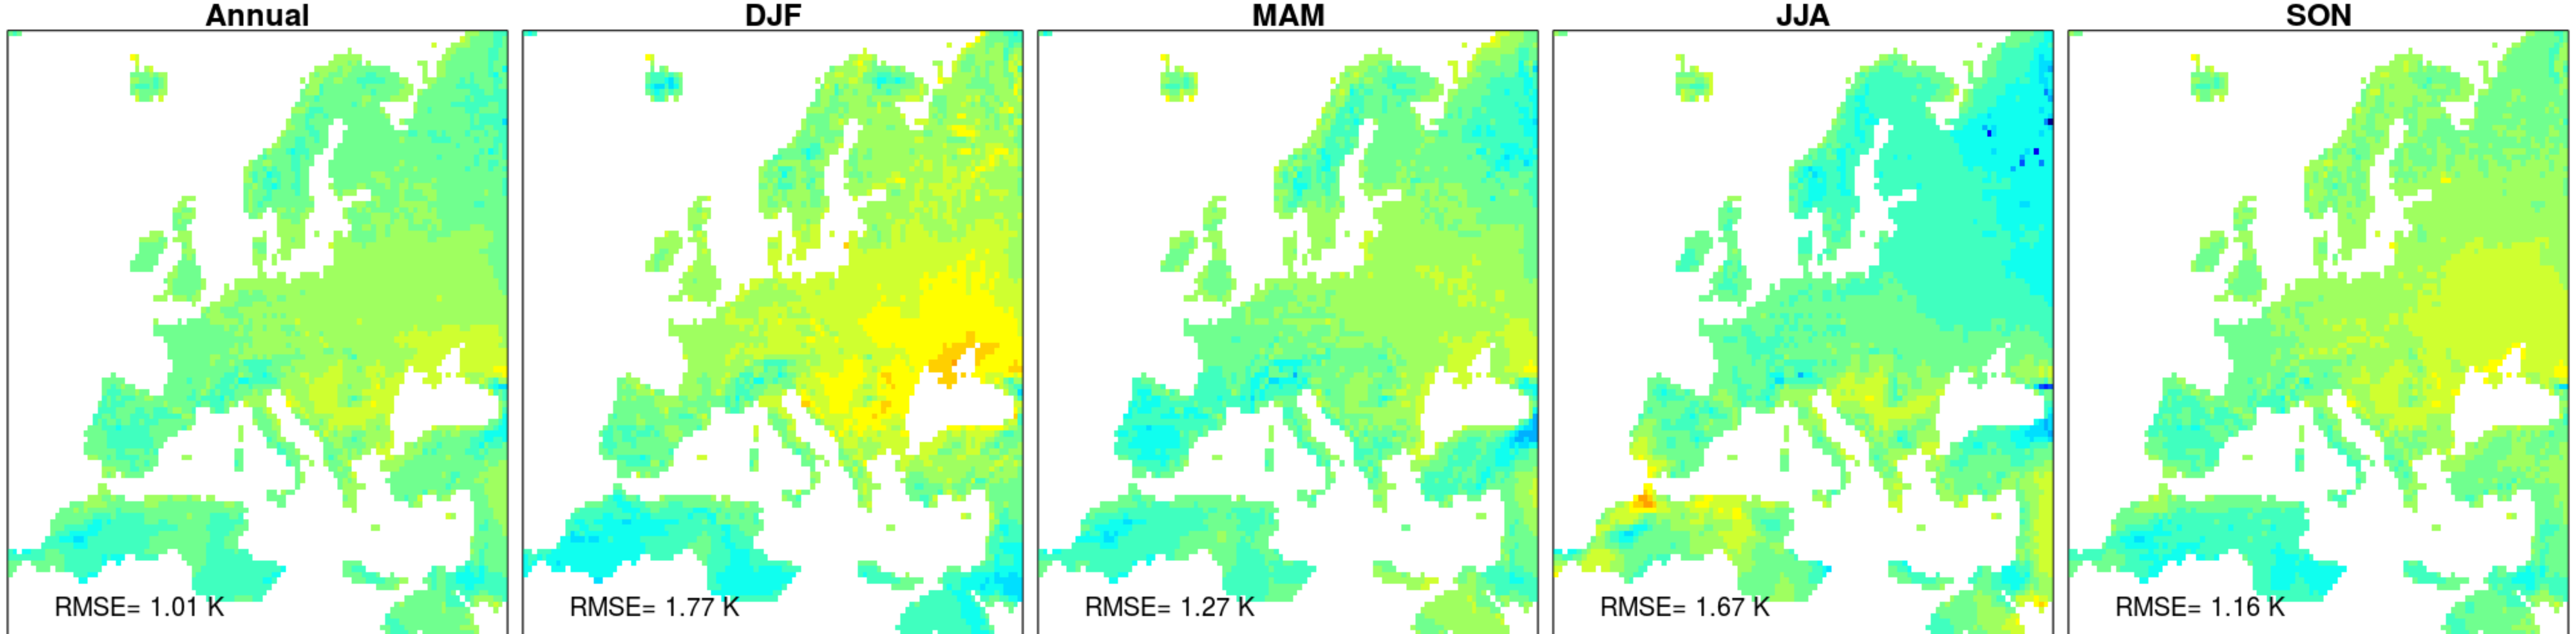 Annual
DJF
MAM
JJA
SON
RMSE= 1.01 K
RMSE= 1.77 K
RMSE= 1.27 K
RMSE= 1.67 K
RMSE= 1.16 K